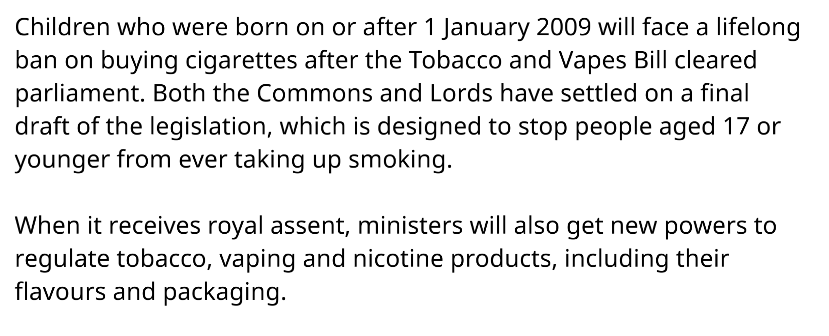 Children who were born on or after 1 January 2009 will face a lifelong
ban on buying cigarettes after the Tobacco and Vapes Bill cleared
parliament. Both the Commons and Lords have settled on a final
draft of the legislation, which is designed to stop people aged 17 or
younger from ever taking up smoking.
When it receives royal assent, ministers will also get new powers to
regulate tobacco, vaping and nicotine products, including their
flavours and packaging.